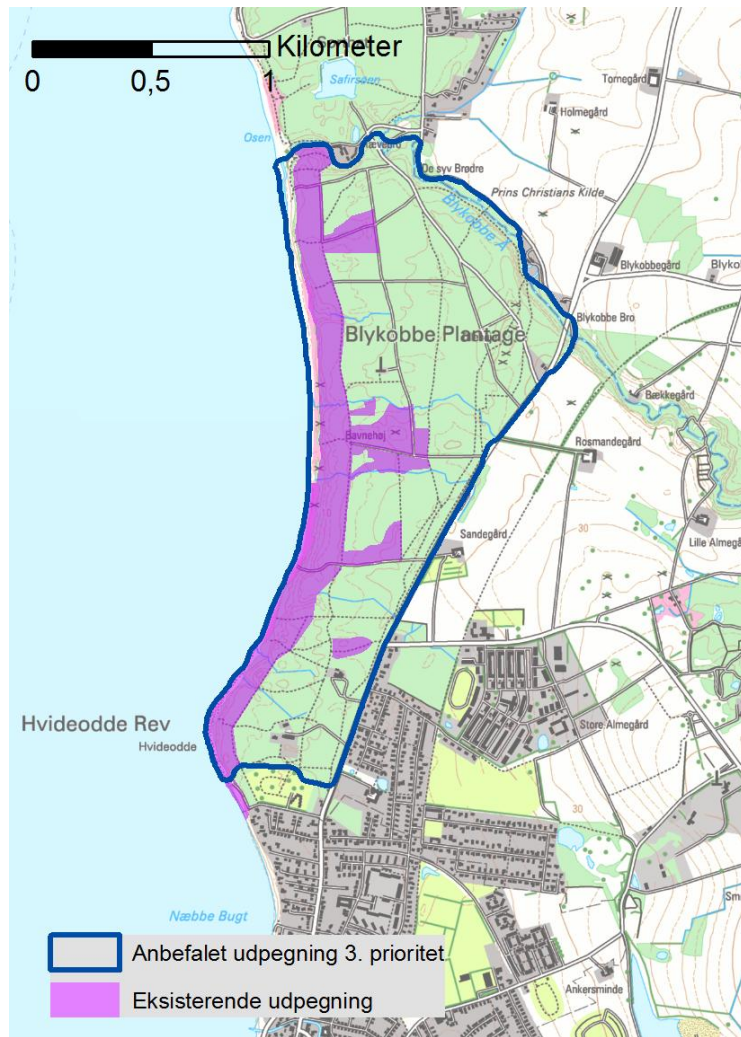 Kilometer
0 0,5 1
Safirsøen
Tornegård
Holmegård
Osen
De syv Brødre
Prins Christians Kilde
Blykobbe Å
Blykobbegård
Blykobbe Bro
Blykobbe Plantage
Bækkegård
Bavnehøj
Rosmandegård
10
30
Sandegård
Lille Almegård
Hvideodde Rev
Hvideodde
Store Almegård
30
Næbbe Bugt
Anbefalet udpegning 3. prioritet
Eksisterende udpegning
Ankersminde